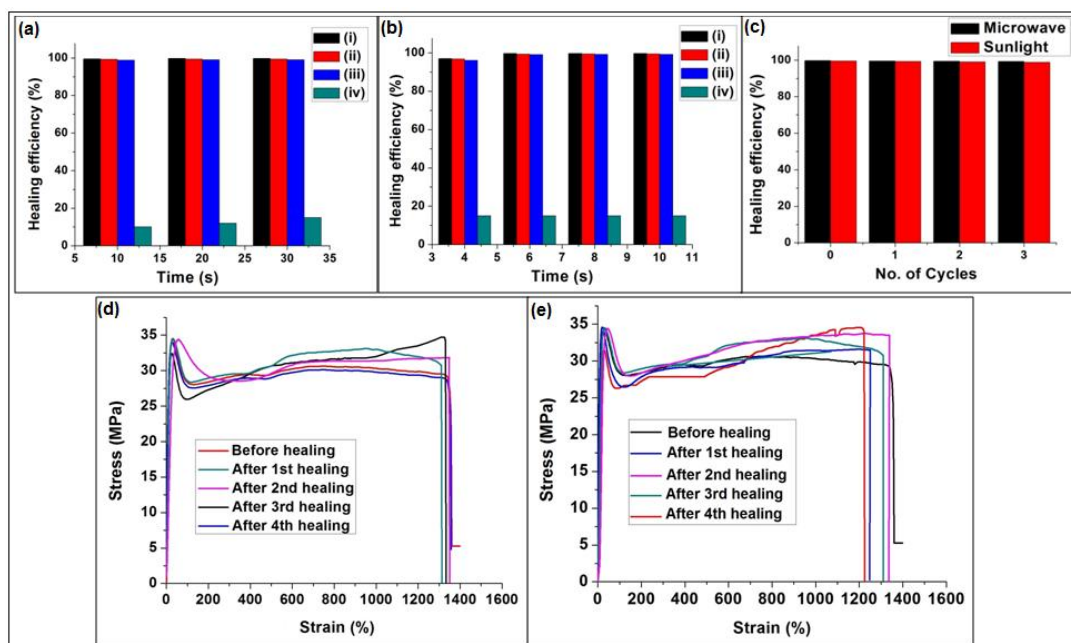 (a)
100
80
60
40
20
0
Healing efficiency (%)
5 10 15 20 25 30 35
Time (s)
(i)
(ii)
(iii)
(iv)
(b)
100
80
60
40
20
0
Healing efficiency (%)
3 4 5 6 7 8 9 10 11
Time (s)
(i)
(ii)
(iii)
(iv)
(c)
Microwave
Sunlight
100
80
60
40
20
0
Healing efficiency (%)
0 1 2 3
No. of Cycles
(d)
35
30
25
20
15
10
5
0
Stress (MPa)
Before healing
After 1st healing
After 2nd healing
After 3rd healing
After 4th healing
0 200 400 600 800 1000 1200 1400 1600
Strain (%)
(e)
35
30
25
20
15
10
5
0
Stress (MPa)
Before healing
After 1st healing
After 2nd healing
After 3rd healing
After 4th healing
0 200 400 600 800 1000 1200 1400 1600
Strain (%)